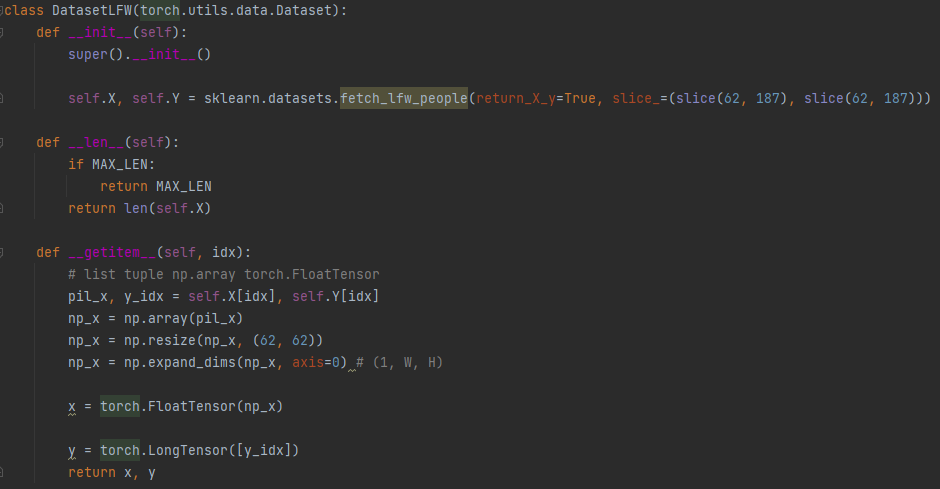 class DatasetLFW(torch.utils.data.Dataset):
    def __init__(self):
        super().__init__()
        self.X, self.Y = sklearn.datasets.fetch_lfw_people(return_X_y=True, slice_=(slice(62, 187), slice(62, 187)))
    def __len__(self):
        if MAX_LEN:
            return MAX_LEN
        return len(self.X)
    def __getitem__(self, idx):
        # list tuple np.array torch.FloatTensor
        pil_x, y_idx = self.X[idx], self.Y[idx]
        np_x = np.array(pil_x)
        np_x = np.resize(np_x, (62, 62))
        np_x = np.expand_dims(np_x, axis=0) # (1, W, H)
        x = torch.FloatTensor(np_x)
        y = torch.LongTensor([y_idx])
        return x, y